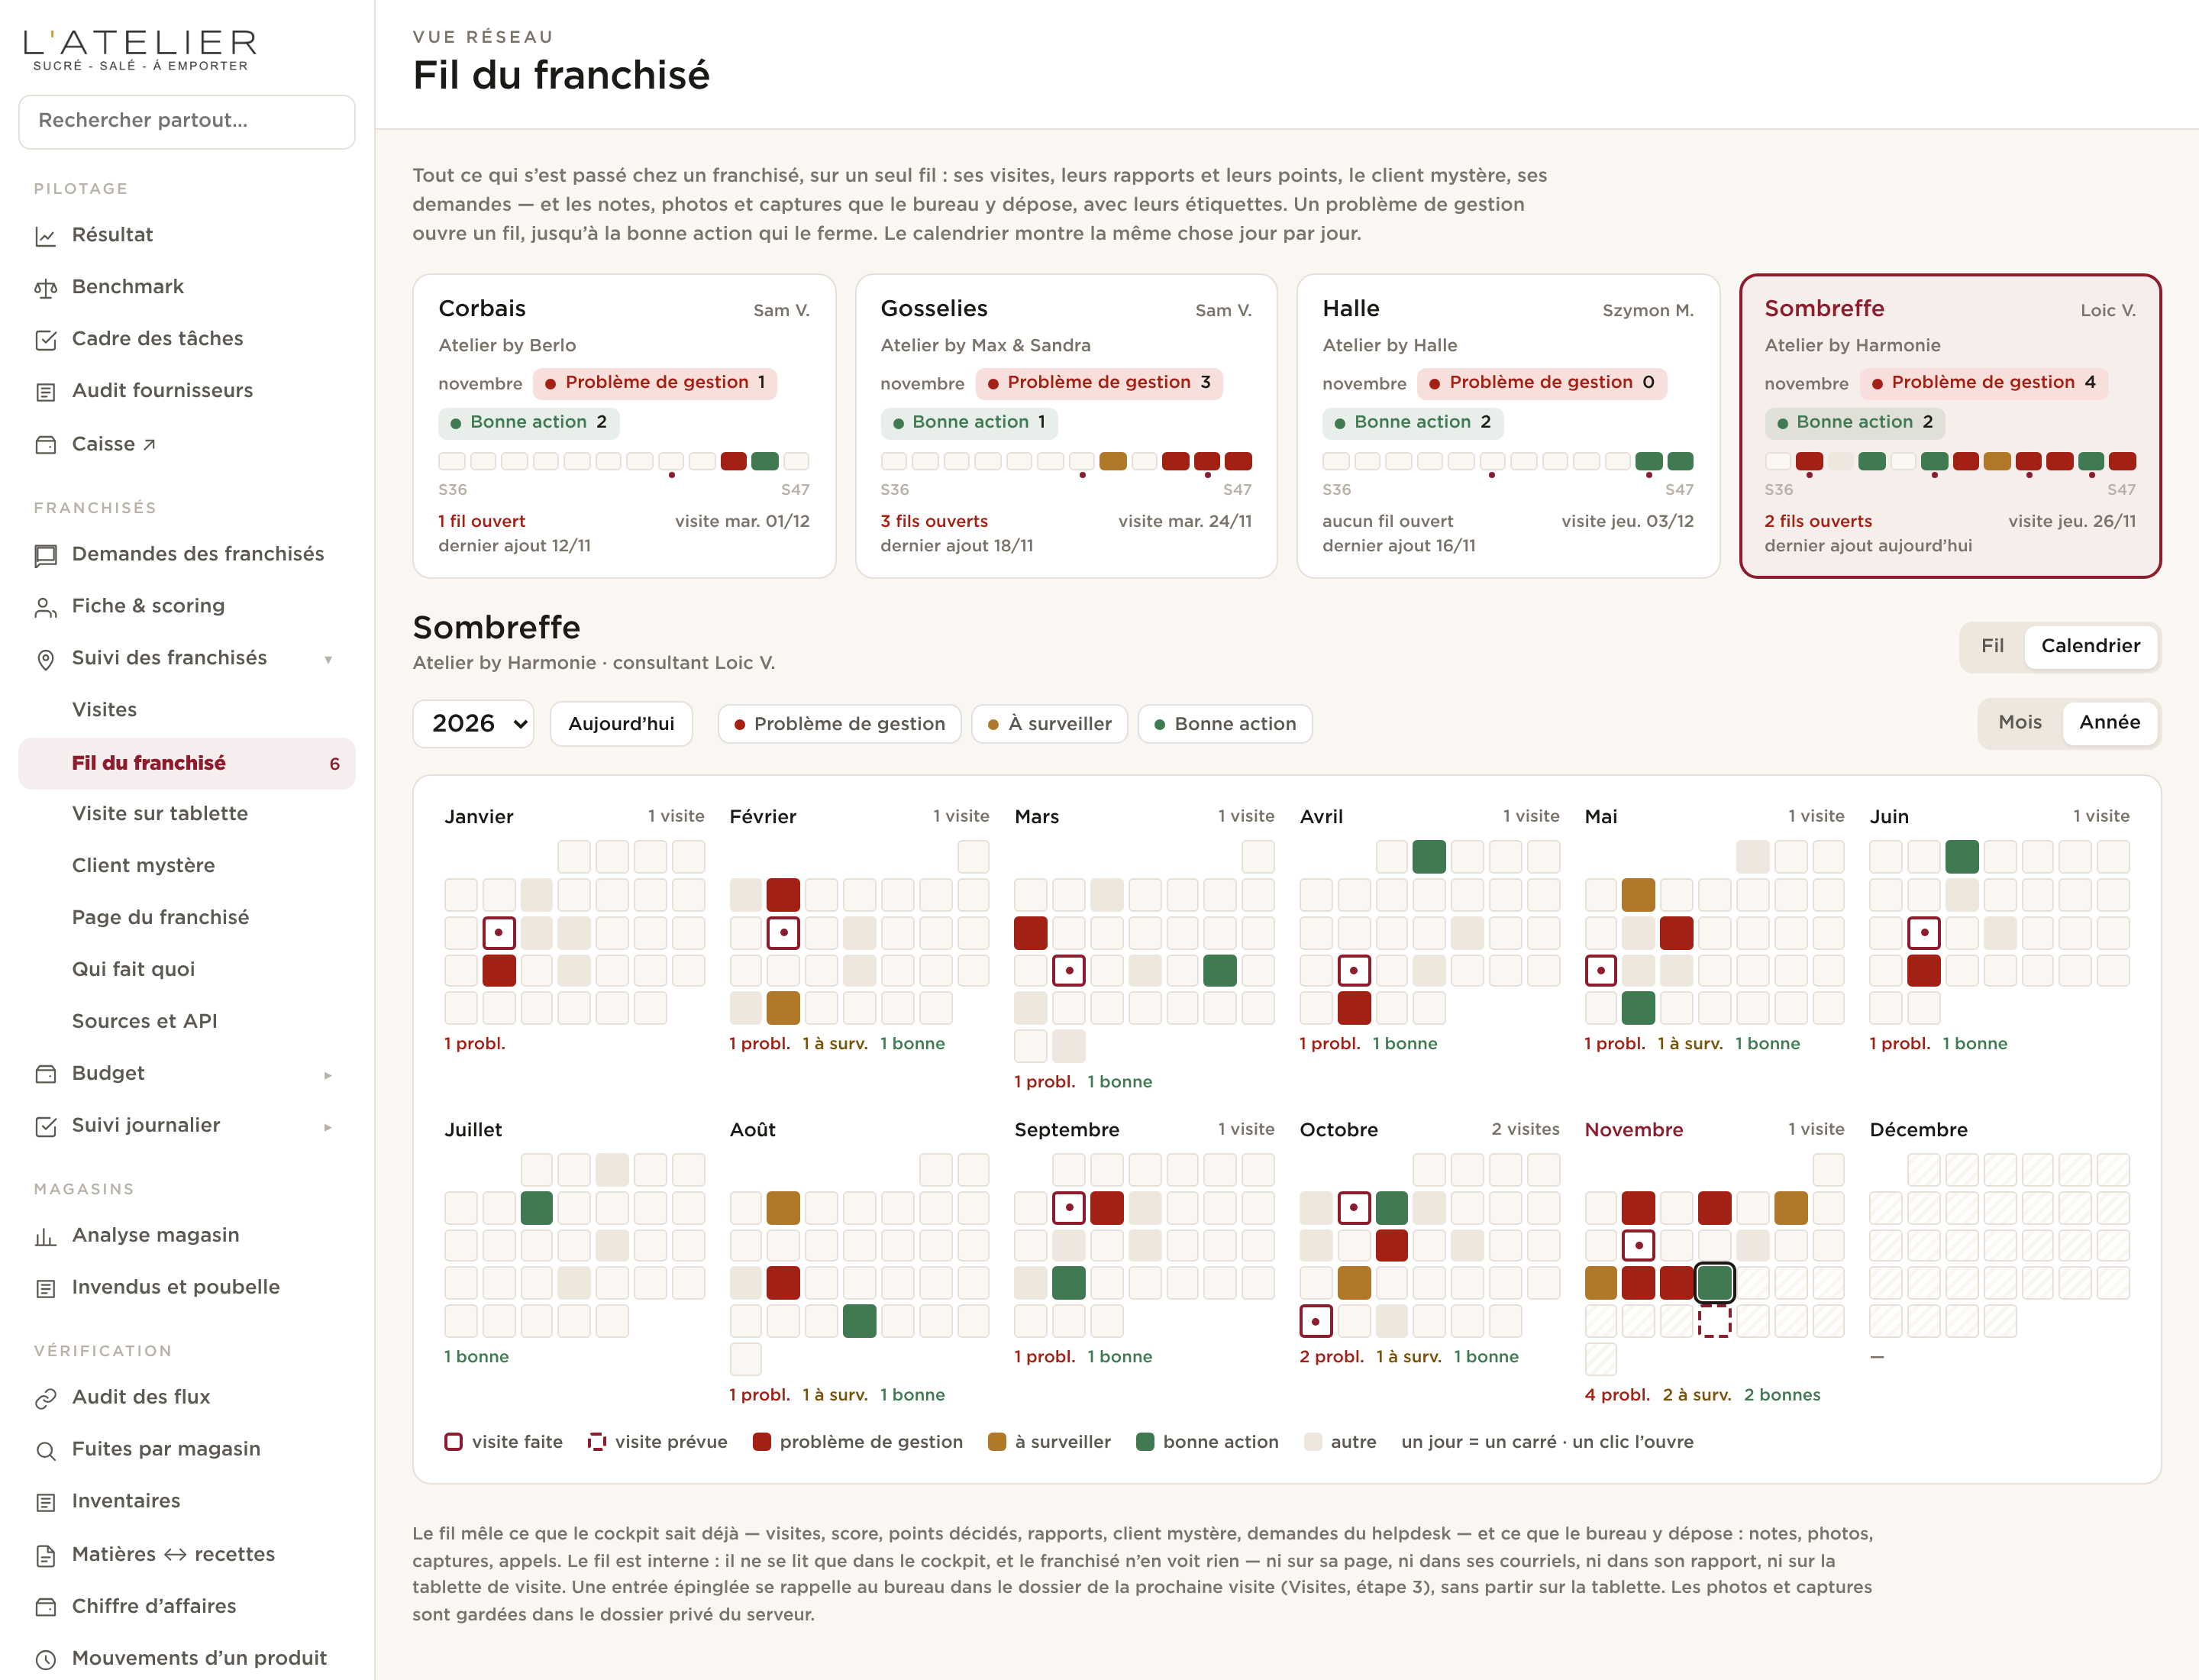 L'ATELIER
SUCRÉ - SALÉ - À EMPORTER
Rechercher partout…
PILOTAGE
Résultat
Benchmark
Cadre des tâches
Audit fournisseurs
Caisse ↗
FRANCHISÉS
Demandes des franchisés
Fiche & scoring
Suivi des franchisés ▾
Visites
Fil du franchisé 6
Visite sur tablette
Client mystère
Page du franchisé
Qui fait quoi
Sources et API
Budget ▸
Suivi journalier ▸
MAGASINS
Analyse magasin
Invendus et poubelle
VÉRIFICATION
Audit des flux
Fuites par magasin
Inventaires
Matières ↔ recettes
Chiffre d’affaires
Mouvements d’un produit
VUE RÉSEAU
Fil du franchisé
Tout ce qui s’est passé chez un franchisé, sur un seul fil : ses visites, leurs rapports et leurs points, le client mystère, ses
demandes — et les notes, photos et captures que le bureau y dépose, avec leurs étiquettes. Un problème de gestion
ouvre un fil, jusqu’à la bonne action qui le ferme. Le calendrier montre la même chose jour par jour.
Corbais Sam V.
Atelier by Berlo
novembre Problème de gestion 1
Bonne action 2
S36 S47
1 fil ouvert visite mar. 01/12
dernier ajout 12/11
Gosselies Sam V.
Atelier by Max & Sandra
novembre Problème de gestion 3
Bonne action 1
S36 S47
3 fils ouverts visite mar. 24/11
dernier ajout 18/11
Halle Szymon M.
Atelier by Halle
novembre Problème de gestion 0
Bonne action 2
S36 S47
aucun fil ouvert visite jeu. 03/12
dernier ajout 16/11
Sombreffe Loic V.
Atelier by Harmonie
novembre Problème de gestion 4
Bonne action 2
S36 S47
2 fils ouverts visite jeu. 26/11
dernier ajout aujourd’hui
Sombreffe
Atelier by Harmonie · consultant Loic V.
Fil Calendrier
2026 Aujourd’hui Problème de gestion À surveiller Bonne action
Mois Année
Janvier 1 visite
1 probl.
Février 1 visite
1 probl. 1 à surv. 1 bonne
Mars 1 visite
1 probl. 1 bonne
Avril 1 visite
1 probl. 1 bonne
Mai 1 visite
1 probl. 1 à surv. 1 bonne
Juin 1 visite
1 probl. 1 bonne
Juillet
1 bonne
Août
1 probl. 1 à surv. 1 bonne
Septembre 1 visite
1 probl. 1 bonne
Octobre 2 visites
2 probl. 1 à surv. 1 bonne
Novembre 1 visite
4 probl. 2 à surv. 2 bonnes
Décembre
—
visite faite visite prévue problème de gestion à surveiller bonne action autre un jour = un carré · un clic l’ouvre
Le fil mêle ce que le cockpit sait déjà — visites, score, points décidés, rapports, client mystère, demandes du helpdesk — et ce que le bureau y dépose : notes, photos,
captures, appels. Le fil est interne : il ne se lit que dans le cockpit, et le franchisé n’en voit rien — ni sur sa page, ni dans ses courriels, ni dans son rapport, ni sur la
tablette de visite. Une entrée épinglée se rappelle au bureau dans le dossier de la prochaine visite (Visites, étape 3), sans partir sur la tablette. Les photos et captures
sont gardées dans le dossier privé du serveur.